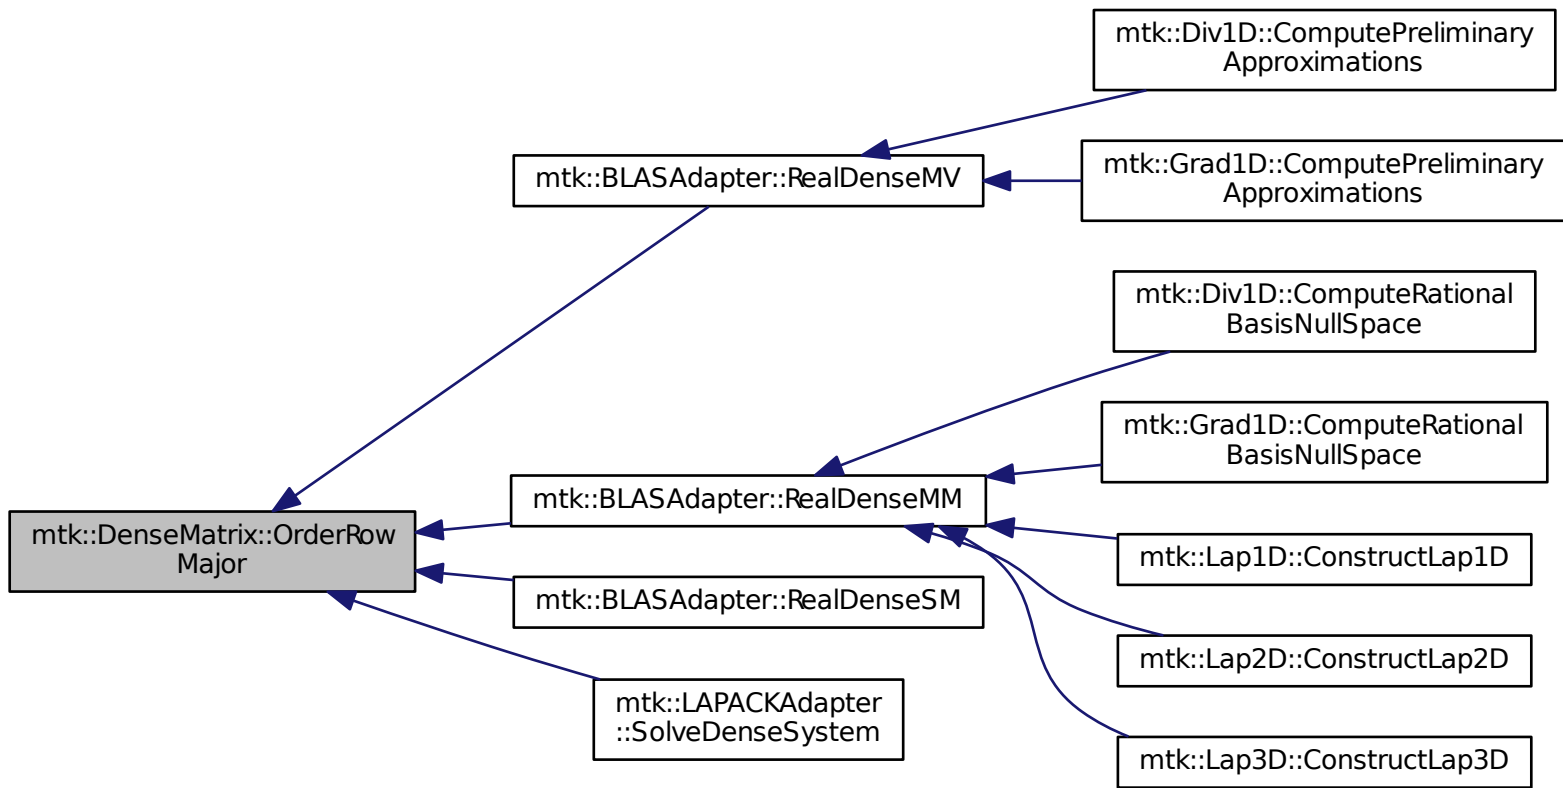 mtk::Div1D::ComputePreliminary
Approximations
mtk::BLASAdapter::RealDenseMV
mtk::Grad1D::ComputePreliminary
Approximations
mtk::Div1D::ComputeRational
BasisNullSpace
mtk::Grad1D::ComputeRational
BasisNullSpace
mtk::BLASAdapter::RealDenseMM
mtk::DenseMatrix::OrderRow
Major
mtk::Lap1D::ConstructLap1D
mtk::BLASAdapter::RealDenseSM
mtk::Lap2D::ConstructLap2D
mtk::LAPACKAdapter
::SolveDenseSystem
mtk::Lap3D::ConstructLap3D